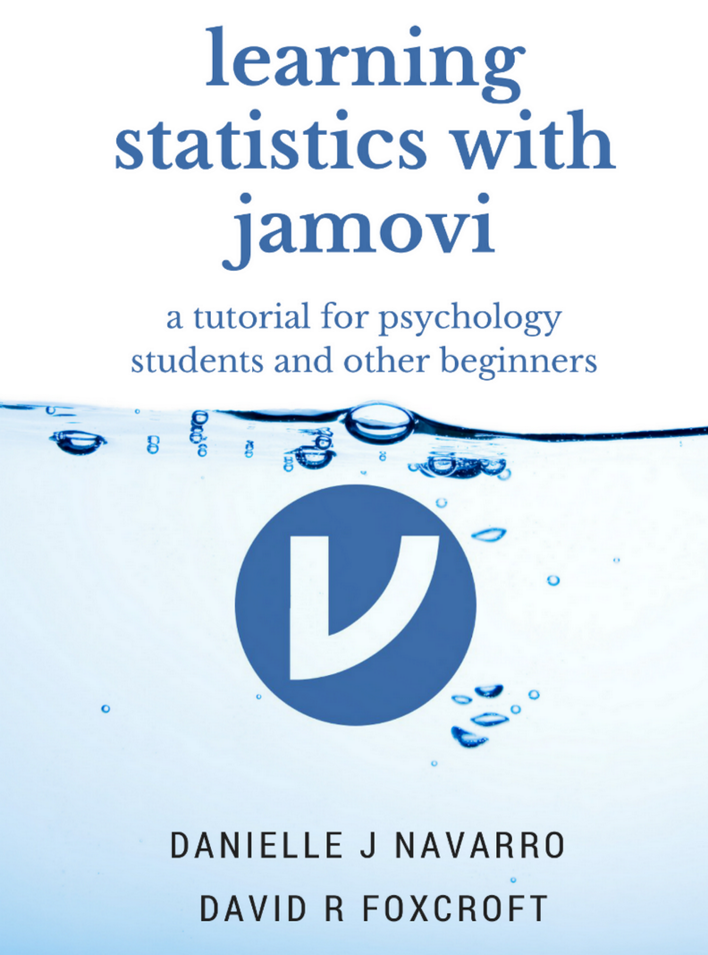 learning
statistics with
jamovi
a tutorial for psychology
students and other beginners
DANIELLE J NAVARRO
DAVID R FOXCROFT